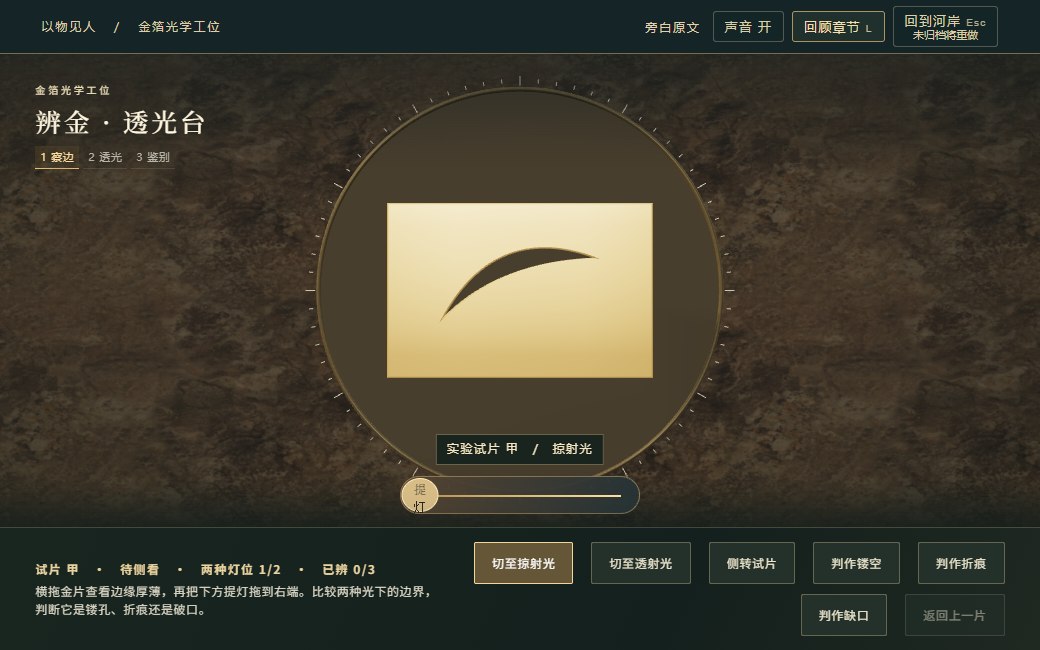 以物见人 / 金箔光学工位
旁白原文
声音 开
回顾章节 L
回到河岸 Esc
未归档将重做
金箔光学工位
辨金 · 透光台
1 察边 2 透光 3 鉴别
实验试片 甲 / 掠射光
提
灯
试片 甲 • 待侧看 • 两种灯位 1/2 • 已辨 0/3
横拖金片查看边缘厚薄，再把下方提灯拖到右端。比较两种光下的边界，
判断它是镂孔、折痕还是破口。
切至掠射光
切至透射光
侧转试片
判作镂空
判作折痕
判作缺口
返回上一片